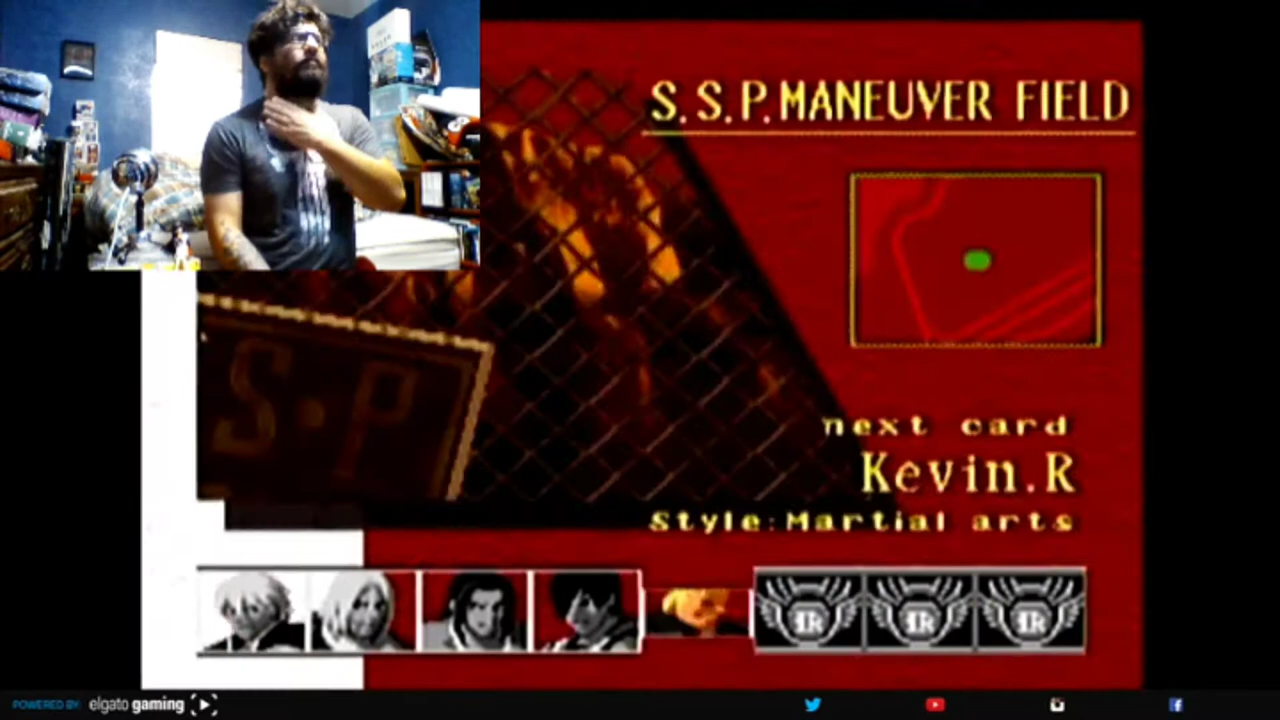 S.S.P.MANEUVER FIELD
S.P
next card
Kevin.R
Style:Martial arts
R R R
POWERED BY: elgato gaming